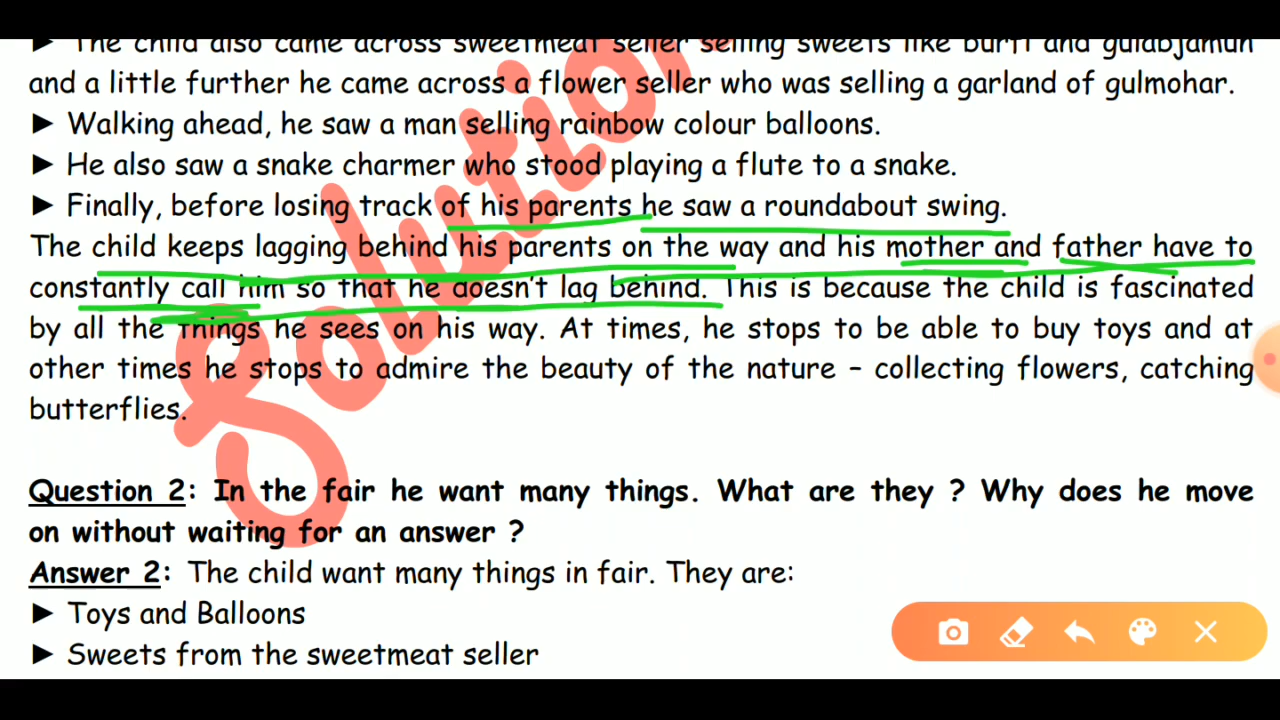 ► The child also came across sweetmeat seller selling sweets like burfi and gulabjamun
and a little further he came across a flower seller who was selling a garland of gulmohar.
► Walking ahead, he saw a man selling rainbow colour balloons.
► He also saw a snake charmer who stood playing a flute to a snake.
► Finally, before losing track of his parents he saw a roundabout swing.
The child keeps lagging behind his parents on the way and his mother and father have to
constantly call him so that he doesn't lag behind. This is because the child is fascinated
by all the things he sees on his way. At times, he stops to be able to buy toys and at
other times he stops to admire the beauty of the nature – collecting flowers, catching
butterflies.
Question 2: In the fair he want many things. What are they ? Why does he move
on without waiting for an answer ?
Answer 2: The child want many things in fair. They are:
► Toys and Balloons
► Sweets from the sweetmeat seller
Solution